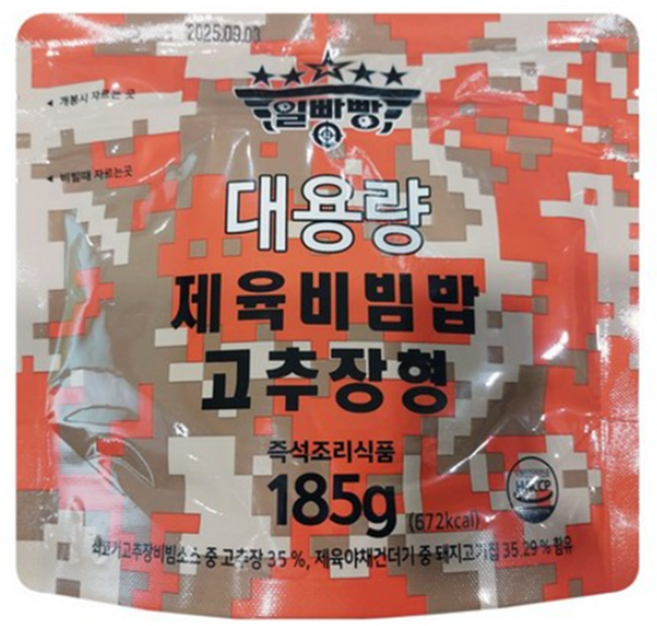 2025.09.03
◀ 개봉시 자르는 곳
일빵빵
◀ 비빌때 자르는곳
대용량
제육비빔밥
고추장형
즉석조리식품
185g (672kcal)
HACCP
쇠고기고추장비빔소스 중 고추장 35 %, 제육야채건더기 중 돼지고기찝 35.29 % 함유